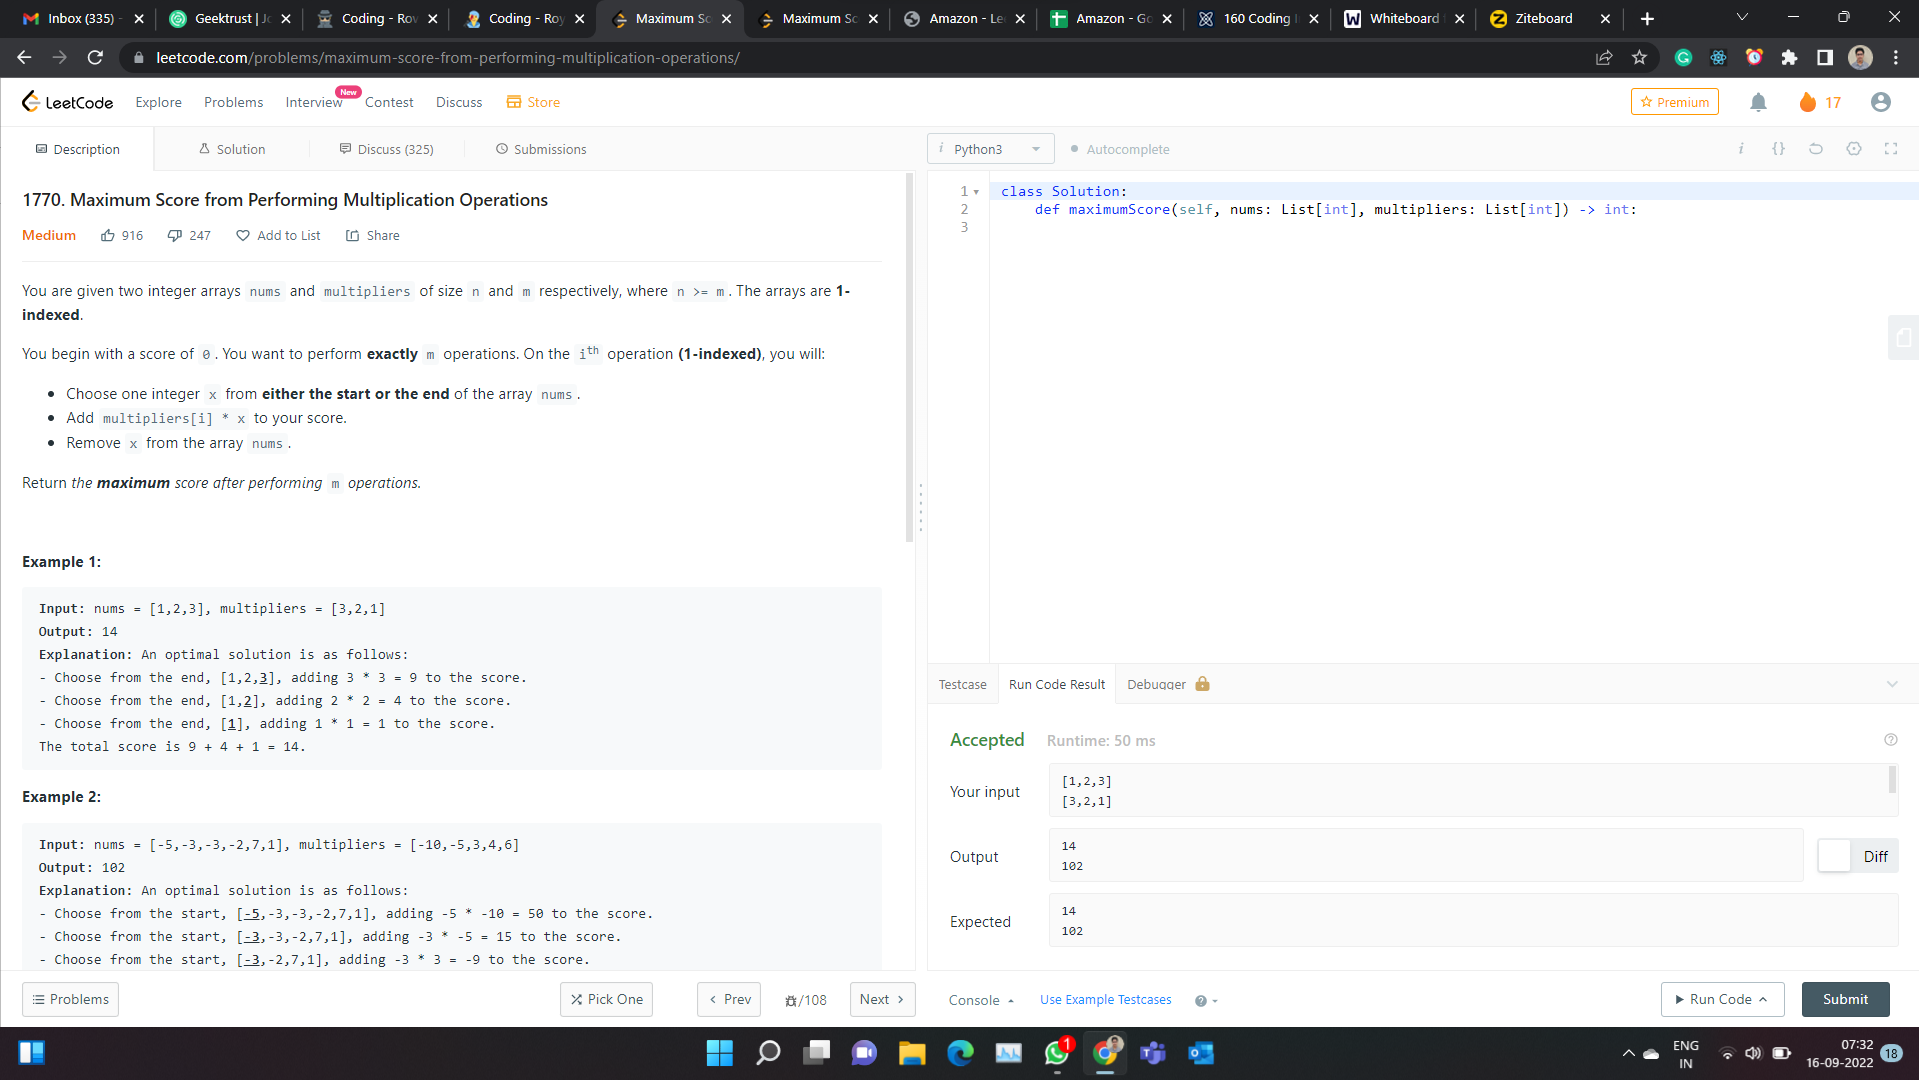 Inbox (335) -
Geektrust | Jo
Coding - Rov
Coding - Roy
Maximum Sc
Maximum Sc
Amazon - Le
Amazon - Go
160 Coding I
Whiteboard
Ziteboard
leetcode.com/problems/maximum-score-from-performing-multiplication-operations/
LeetCode
Explore
Problems
Interview
New
Contest
Discuss
Store
Premium
17
Description
Solution
Discuss (325)
Submissions
i Python3
Autocomplete
i
{}
1770. Maximum Score from Performing Multiplication Operations
Medium
916
247
Add to List
Share
You are given two integer arrays nums and multipliers of size n and m respectively, where n >= m. The arrays are 1-
indexed.
You begin with a score of 0. You want to perform exactly m operations. On the ith operation (1-indexed), you will:
• Choose one integer x from either the start or the end of the array nums.
• Add multipliers[i] * x to your score.
• Remove x from the array nums.
Return the maximum score after performing m operations.
Example 1:
Input: nums = [1,2,3], multipliers = [3,2,1]
Output: 14
Explanation: An optimal solution is as follows:
- Choose from the end, [1,2,3], adding 3 * 3 = 9 to the score.
- Choose from the end, [1,2], adding 2 * 2 = 4 to the score.
- Choose from the end, [1], adding 1 * 1 = 1 to the score.
The total score is 9 + 4 + 1 = 14.
Example 2:
Input: nums = [-5,-3,-3,-2,7,1], multipliers = [-10,-5,3,4,6]
Output: 102
Explanation: An optimal solution is as follows:
- Choose from the start, [-5,-3,-3,-2,7,1], adding -5 * -10 = 50 to the score.
- Choose from the start, [-3,-3,-2,7,1], adding -3 * -5 = 15 to the score.
- Choose from the start, [-3,-2,7,1], adding -3 * 3 = -9 to the score.
1 class Solution:
2 def maximumScore(self, nums: List[int], multipliers: List[int]) -> int:
3
Testcase
Run Code Result
Debugger
Accepted
Runtime: 50 ms
Your input
[1,2,3]
[3,2,1]
Output
14
102
Diff
Expected
14
102
Problems
Pick One
Prev
/108
Next
Console
Use Example Testcases
Run Code
Submit
1
ENG
IN
07:32
16-09-2022
18